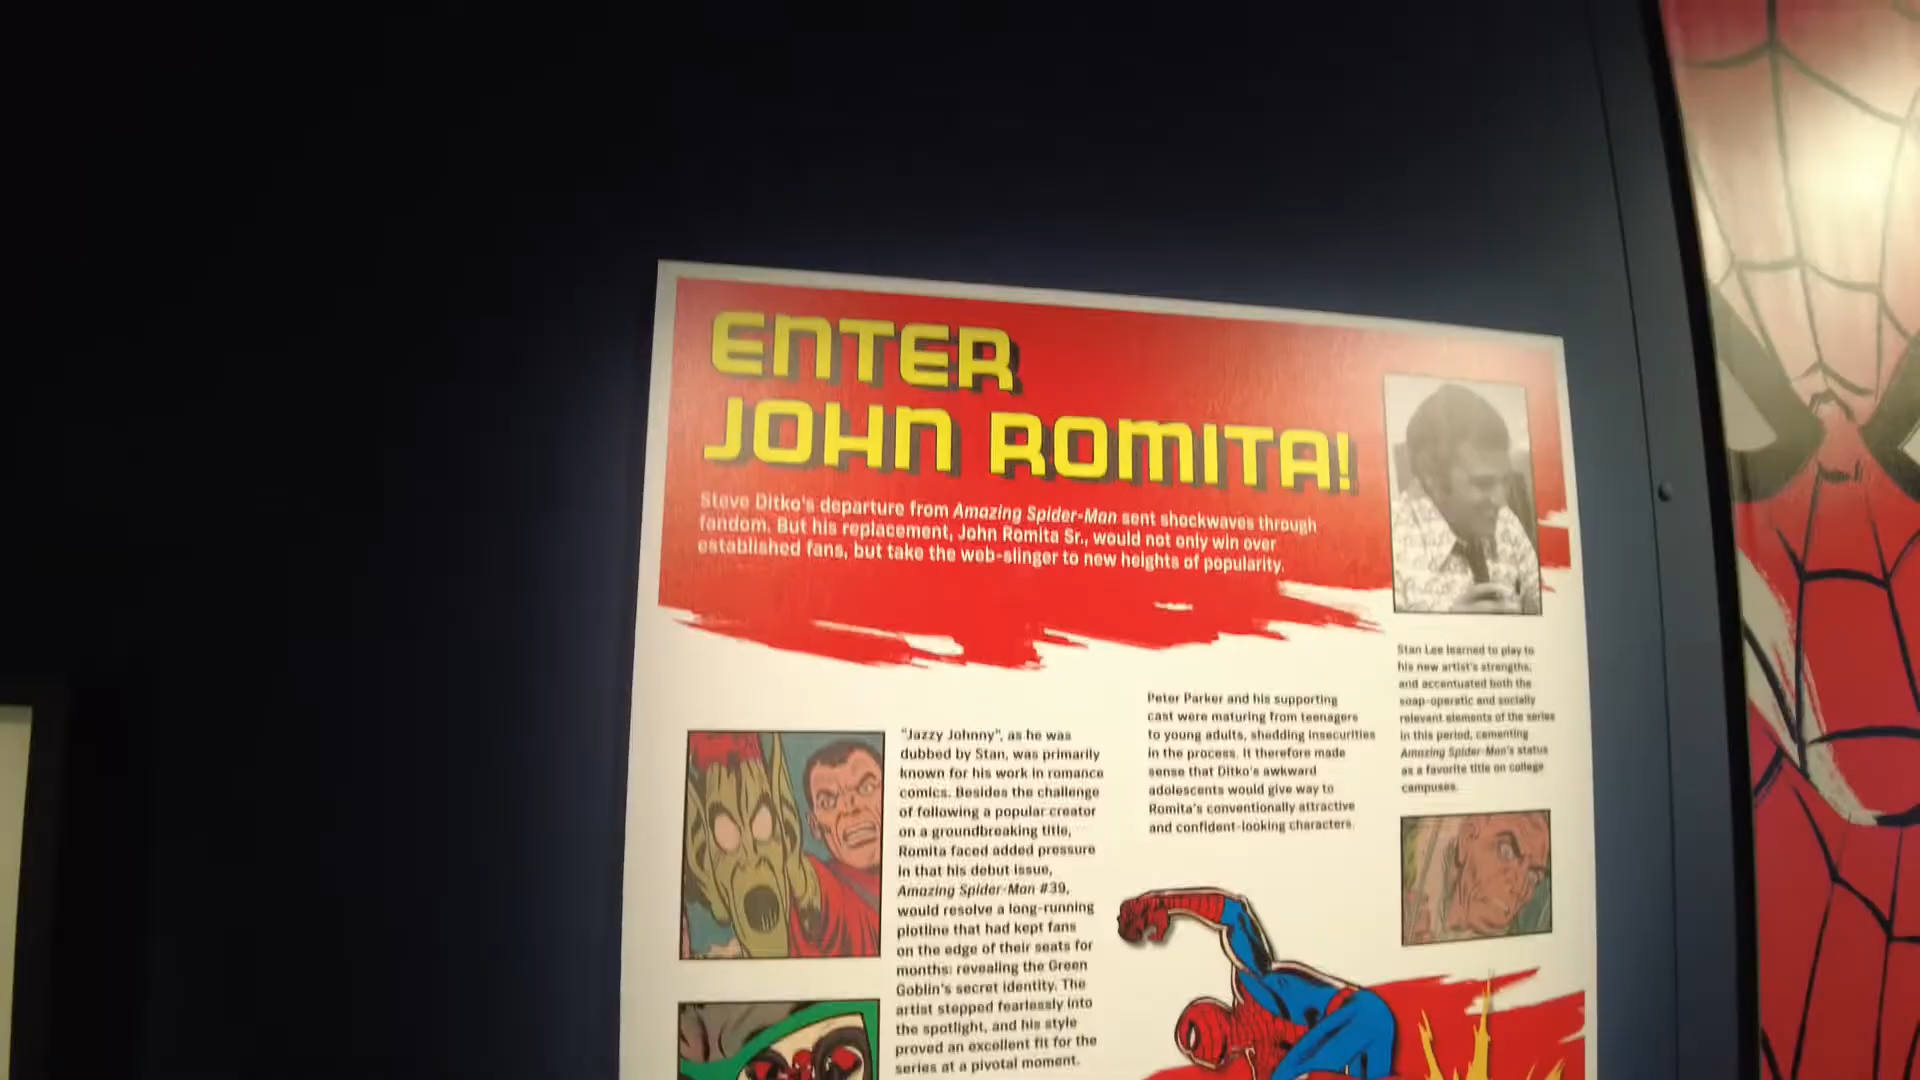 ENTER
JOHN ROMITA!
Steve Ditko's departure from Amazing Spider-Man sent shockwaves through
fandom. But his replacement, John Romita Sr., would not only win over
established fans, but take the web-slinger to new heights of popularity.
"Jazzy Johnny", as he was
dubbed by Stan, was primarily
known for his work in romance
comics. Besides the challenge
of following a popular creator
on a groundbreaking title,
Romita faced added pressure
in that his debut issue,
Amazing Spider-Man #39,
would resolve a long-running
plotline that had kept fans
on the edge of their seats for
months: revealing the Green
Goblin's secret identity. The
artist stepped fearlessly into
the spotlight, and his style
proved an excellent fit for the
series at a pivotal moment.
Peter Parker and his supporting
cast were maturing from teenagers
to young adults, shedding insecurities
in the process. It therefore made
sense that Ditko's awkward
adolescents would give way to
Romita's conventionally attractive
and confident-looking characters.
Stan Lee learned to play to
his new artist's strengths,
and accentuated both the
soap-operatic and socially
relevant elements of the series
in this period, cementing
Amazing Spider-Man's status
as a favorite title on college
campuses.